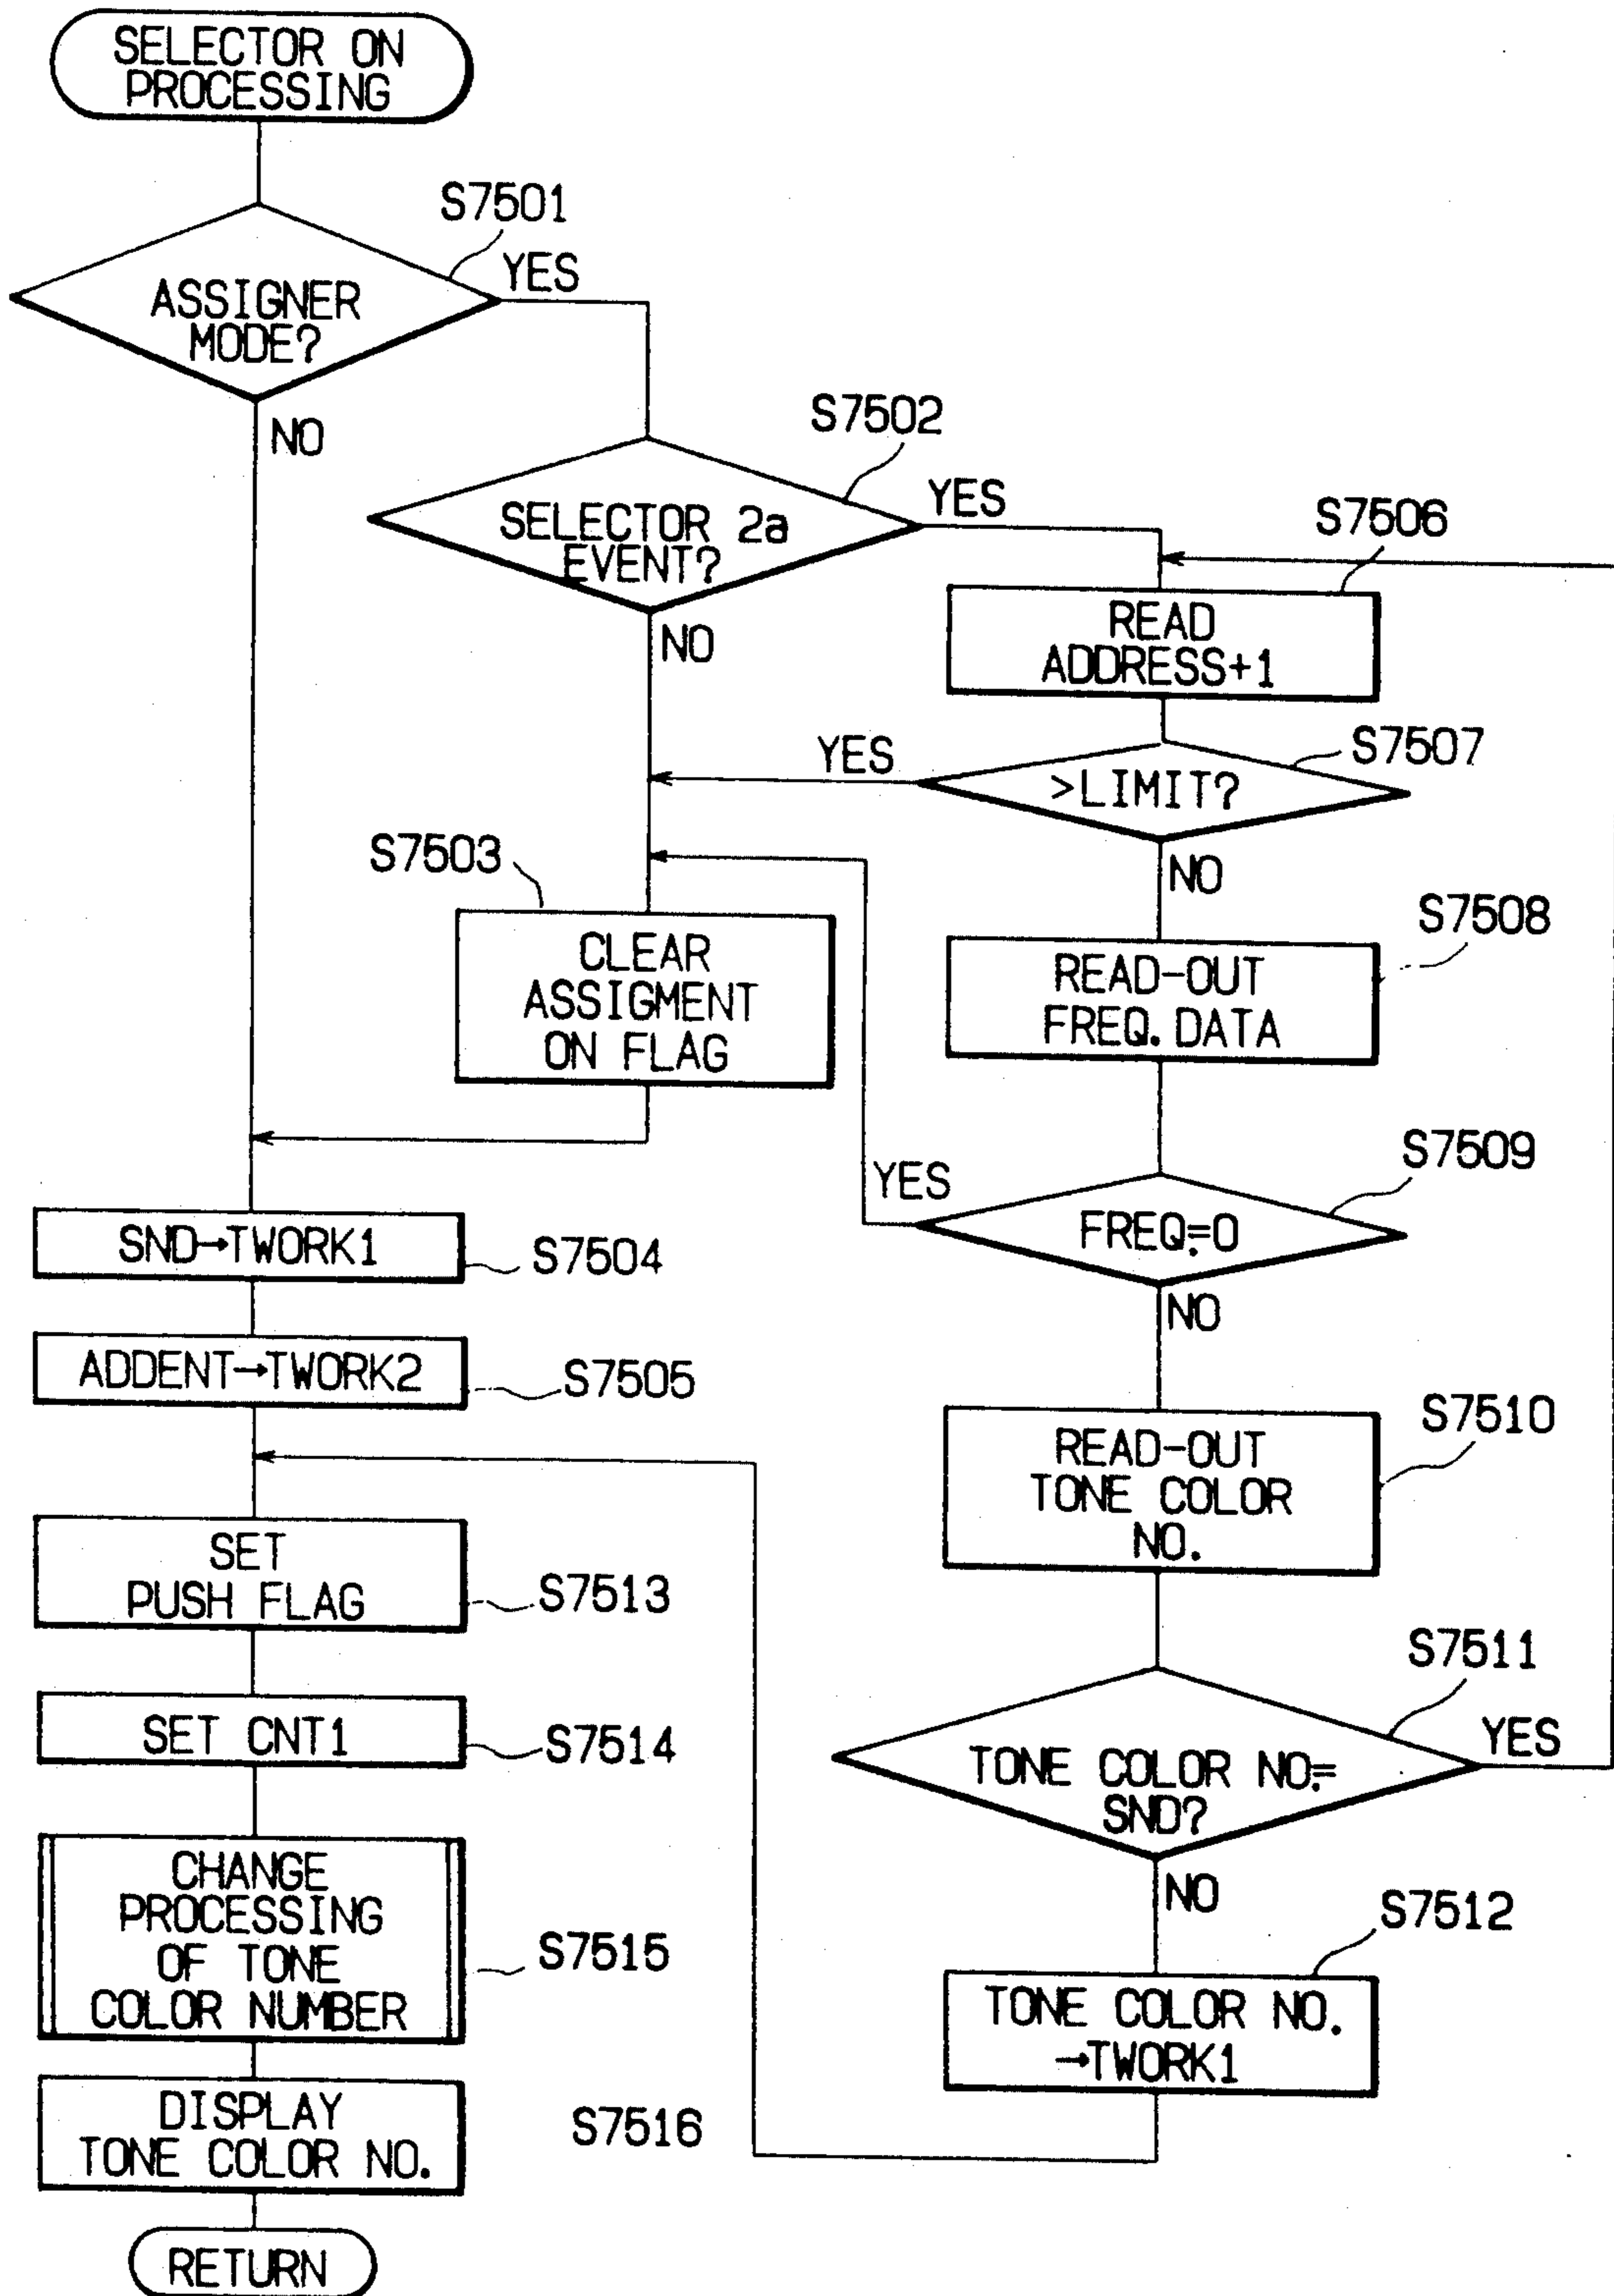 SELECTOR ON
PROCESSING
S7501
YES
ASSIGNER
MODE?
NO
S7502
YES
SELECTOR 2a
EVENT?
NO
S7506
READ
ADDRESS+1
S7507
YES
>LIMIT?
NO
S7503
CLEAR
ASSIGMENT
ON FLAG
S7508
READ-OUT
FREQ. DATA
S7509
YES
FREQ.=0
NO
SND→TWORK1
S7504
ADDENT→TWORK2
S7505
S7510
READ-OUT
TONE COLOR
NO.
SET
PUSH FLAG
S7513
S7511
YES
TONE COLOR NO.=
SND?
NO
SET CNT1
S7514
CHANGE
PROCESSING
OF TONE
COLOR NUMBER
S7515
S7512
TONE COLOR NO.
→TWORK1
DISPLAY
TONE COLOR NO.
S7516
RETURN